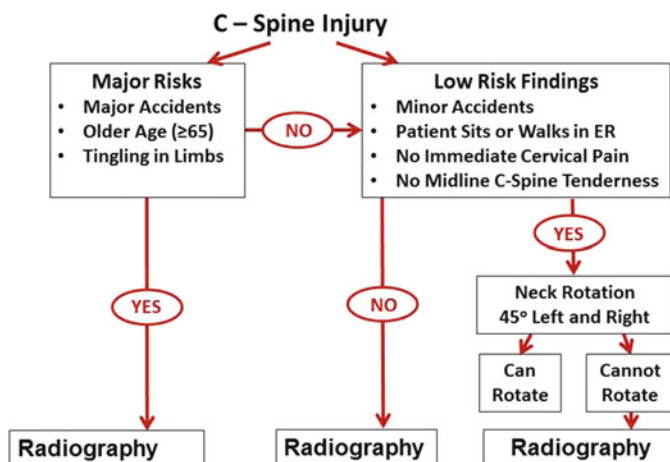 C – Spine Injury
Major Risks
• Major Accidents
• Older Age (≥65)
• Tingling in Limbs
NO
Low Risk Findings
• Minor Accidents
• Patient Sits or Walks in ER
• No Immediate Cervical Pain
• No Midline C-Spine Tenderness
YES
NO
YES
Neck Rotation
45° Left and Right
Can
Rotate
Cannot
Rotate
Radiography
Radiography
Radiography